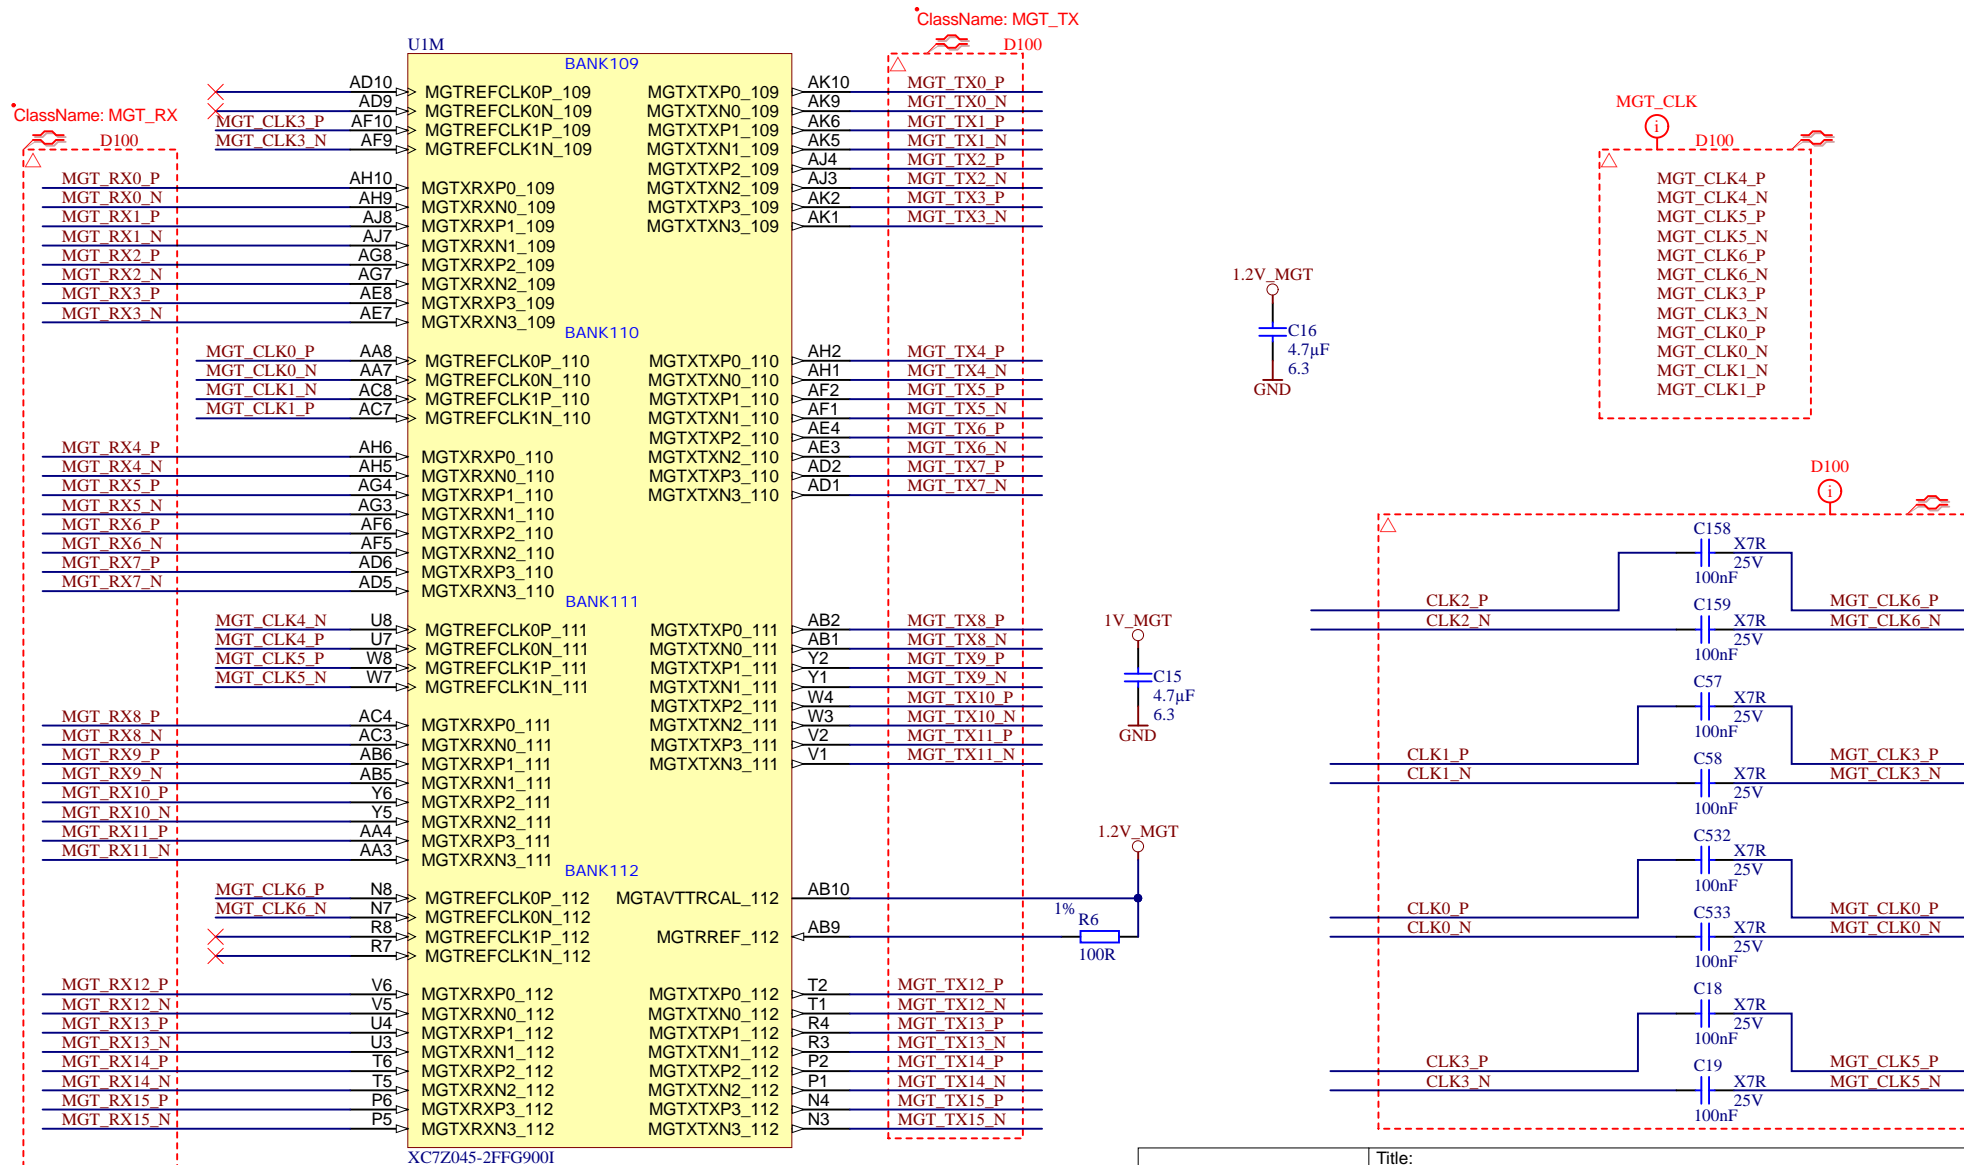 ClassName: MGT_TX
D100
U1M
BANK109
AD10 MGTREFCLK0P_109 MGTXTXP0_109 AK10 MGT_TX0_P
AD9 MGTREFCLK0N_109 MGTXTXN0_109 AK9 MGT_TX0_N
MGT_CLK3_P AF10 MGTREFCLK1P_109 MGTXTXP1_109 AK6 MGT_TX1_P
MGT_CLK3_N AF9 MGTREFCLK1N_109 MGTXTXN1_109 AK5 MGT_TX1_N
MGTXTXP2_109 AJ4 MGT_TX2_P
ClassName: MGT_RX
D100
MGT_RX0_P AH10 MGTXRXP0_109 MGTXTXN2_109 AJ3 MGT_TX2_N
MGT_RX0_N AH9 MGTXRXN0_109 MGTXTXP3_109 AK2 MGT_TX3_P
MGT_RX1_P AJ8 MGTXRXP1_109 MGTXTXN3_109 AK1 MGT_TX3_N
MGT_RX1_N AJ7 MGTXRXN1_109
MGT_RX2_P AG8 MGTXRXP2_109
MGT_RX2_N AG7 MGTXRXN2_109
MGT_RX3_P AE8 MGTXRXP3_109
MGT_RX3_N AE7 MGTXRXN3_109
BANK110
MGT_CLK0_P AA8 MGTREFCLK0P_110 MGTXTXP0_110 AH2 MGT_TX4_P
MGT_CLK0_N AA7 MGTREFCLK0N_110 MGTXTXN0_110 AH1 MGT_TX4_N
MGT_CLK1_N AC8 MGTREFCLK1P_110 MGTXTXP1_110 AF2 MGT_TX5_P
MGT_CLK1_P AC7 MGTREFCLK1N_110 MGTXTXN1_110 AF1 MGT_TX5_N
MGTXTXP2_110 AE4 MGT_TX6_P
MGT_RX4_P AH6 MGTXRXP0_110 MGTXTXN2_110 AE3 MGT_TX6_N
MGT_RX4_N AH5 MGTXRXN0_110 MGTXTXP3_110 AD2 MGT_TX7_P
MGT_RX5_P AG4 MGTXRXP1_110 MGTXTXN3_110 AD1 MGT_TX7_N
MGT_RX5_N AG3 MGTXRXN1_110
MGT_RX6_P AF6 MGTXRXP2_110
MGT_RX6_N AF5 MGTXRXN2_110
MGT_RX7_P AD6 MGTXRXP3_110
MGT_RX7_N AD5 MGTXRXN3_110
BANK111
MGT_CLK4_N U8 MGTREFCLK0P_111 MGTXTXP0_111 AB2 MGT_TX8_P
MGT_CLK4_P U7 MGTREFCLK0N_111 MGTXTXN0_111 AB1 MGT_TX8_N
MGT_CLK5_P W8 MGTREFCLK1P_111 MGTXTXP1_111 Y2 MGT_TX9_P
MGT_CLK5_N W7 MGTREFCLK1N_111 MGTXTXN1_111 Y1 MGT_TX9_N
MGTXTXP2_111 W4 MGT_TX10_P
MGT_RX8_P AC4 MGTXRXP0_111 MGTXTXN2_111 W3 MGT_TX10_N
MGT_RX8_N AC3 MGTXRXN0_111 MGTXTXP3_111 V2 MGT_TX11_P
MGT_RX9_P AB6 MGTXRXP1_111 MGTXTXN3_111 V1 MGT_TX11_N
MGT_RX9_N AB5 MGTXRXN1_111
MGT_RX10_P Y6 MGTXRXP2_111
MGT_RX10_N Y5 MGTXRXN2_111
MGT_RX11_P AA4 MGTXRXP3_111
MGT_RX11_N AA3 MGTXRXN3_111
BANK112
MGT_CLK6_P N8 MGTREFCLK0P_112 MGTAVTTRCAL_112 AB10
MGT_CLK6_N N7 MGTREFCLK0N_112
R8 MGTREFCLK1P_112 MGTRREF_112 AB9
R7 MGTREFCLK1N_112
MGT_RX12_P V6 MGTXRXP0_112 MGTXTXP0_112 T2 MGT_TX12_P
MGT_RX12_N V5 MGTXRXN0_112 MGTXTXN0_112 T1 MGT_TX12_N
MGT_RX13_P U4 MGTXRXP1_112 MGTXTXP1_112 R4 MGT_TX13_P
MGT_RX13_N U3 MGTXRXN1_112 MGTXTXN1_112 R3 MGT_TX13_N
MGT_RX14_P T6 MGTXRXP2_112 MGTXTXP2_112 P2 MGT_TX14_P
MGT_RX14_N T5 MGTXRXN2_112 MGTXTXN2_112 P1 MGT_TX14_N
MGT_RX15_P P6 MGTXRXP3_112 MGTXTXP3_112 N4 MGT_TX15_P
MGT_RX15_N P5 MGTXRXN3_112 MGTXTXN3_112 N3 MGT_TX15_N
XC7Z045-2FFG900I
1.2V_MGT
C16
4.7µF
6.3
GND
1V_MGT
C15
4.7µF
6.3
GND
1.2V_MGT
1%
R6
100R
MGT_CLK
i
D100
MGT_CLK4_P
MGT_CLK4_N
MGT_CLK5_P
MGT_CLK5_N
MGT_CLK6_P
MGT_CLK6_N
MGT_CLK3_P
MGT_CLK3_N
MGT_CLK0_P
MGT_CLK0_N
MGT_CLK1_N
MGT_CLK1_P
D100
i
C158
X7R
25V
100nF
CLK2_P MGT_CLK6_P
C159
CLK2_N MGT_CLK6_N
X7R
25V
100nF
C57
X7R
25V
100nF
CLK1_P MGT_CLK3_P
C58
CLK1_N MGT_CLK3_N
X7R
25V
100nF
C532
X7R
25V
100nF
CLK0_P MGT_CLK0_P
C533
CLK0_N MGT_CLK0_N
X7R
25V
100nF
C18
X7R
25V
100nF
CLK3_P MGT_CLK5_P
C19
CLK3_N MGT_CLK5_N
X7R
25V
100nF
Title: